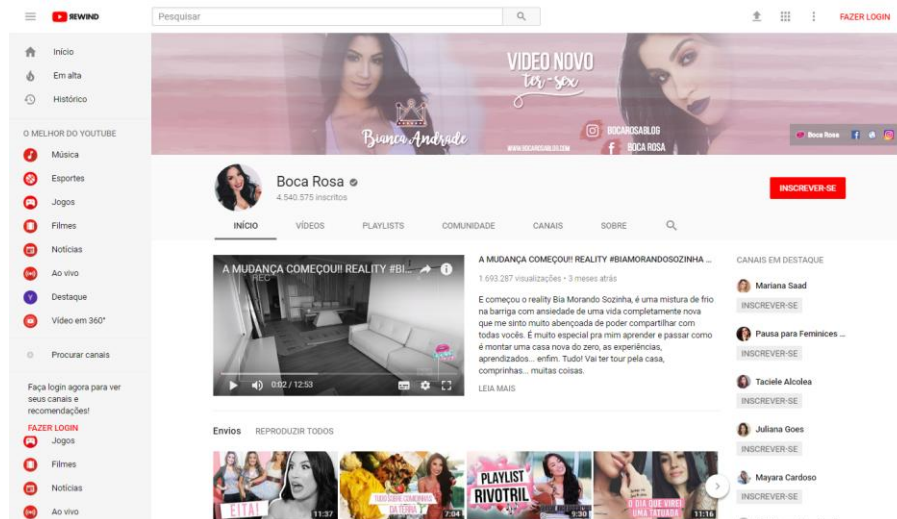 REWIND
Pesquisar
FAZER LOGIN
Início
Em alta
Histórico
O MELHOR DO YOUTUBE
Música
Esportes
Jogos
Filmes
Notícias
Ao vivo
Destaque
Vídeo em 360°
Procurar canais
Faça login agora para ver
seus canais e
recomendações!
FAZER LOGIN
Jogos
Filmes
Notícias
Ao vivo
VIDEO NOVO
ter - sex
Bianca Andrade
BOCAROSABLOG
WWW.BOCAROSABLOG.COM
BOCA ROSA
Boca Rosa
Boca Rosa
4.540.575 inscritos
INSCREVER-SE
INÍCIO VÍDEOS PLAYLISTS COMUNIDADE CANAIS SOBRE
A MUDANÇA COMEÇOU!! REALITY #BI...
REC
0:02 / 12:53
A MUDANÇA COMEÇOU!! REALITY #BIAMORANDOSOZINHA ...
1.693.287 visualizações • 3 meses atrás
E começou o reality Bia Morando Sozinha, é uma mistura de frio
na barriga com ansiedade de uma vida completamente nova
que me sinto muito abençoada de poder compartilhar com
todas vocês. É muito especial pra mim aprender e passar como
é montar uma casa nova do zero, as experiências,
aprendizados... enfim. Tudo! Vai ter tour pela casa,
comprinhas... muitas coisas.
LEIA MAIS
Envios REPRODUZIR TODOS
EITA!
11:37
TUDO SOBRE COMIDINHAS
DA TERRA
7:04
PLAYLIST
RIVOTRIL
9:30
O DIA QUE VIREI
UMA TATUADA
11:16
CANAIS EM DESTAQUE
Mariana Saad
INSCREVER-SE
Pausa para Feminices ...
INSCREVER-SE
Taciele Alcolea
INSCREVER-SE
Juliana Goes
INSCREVER-SE
Mayara Cardoso
INSCREVER-SE